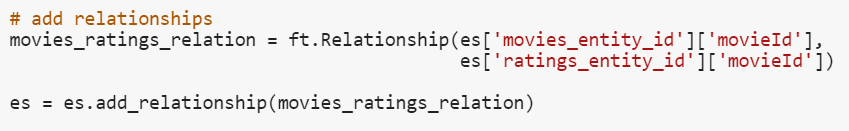 # add relationships
movies_ratings_relation = ft.Relationship(es['movies_entity_id']['movieId'],
                                          es['ratings_entity_id']['movieId'])
es = es.add_relationship(movies_ratings_relation)